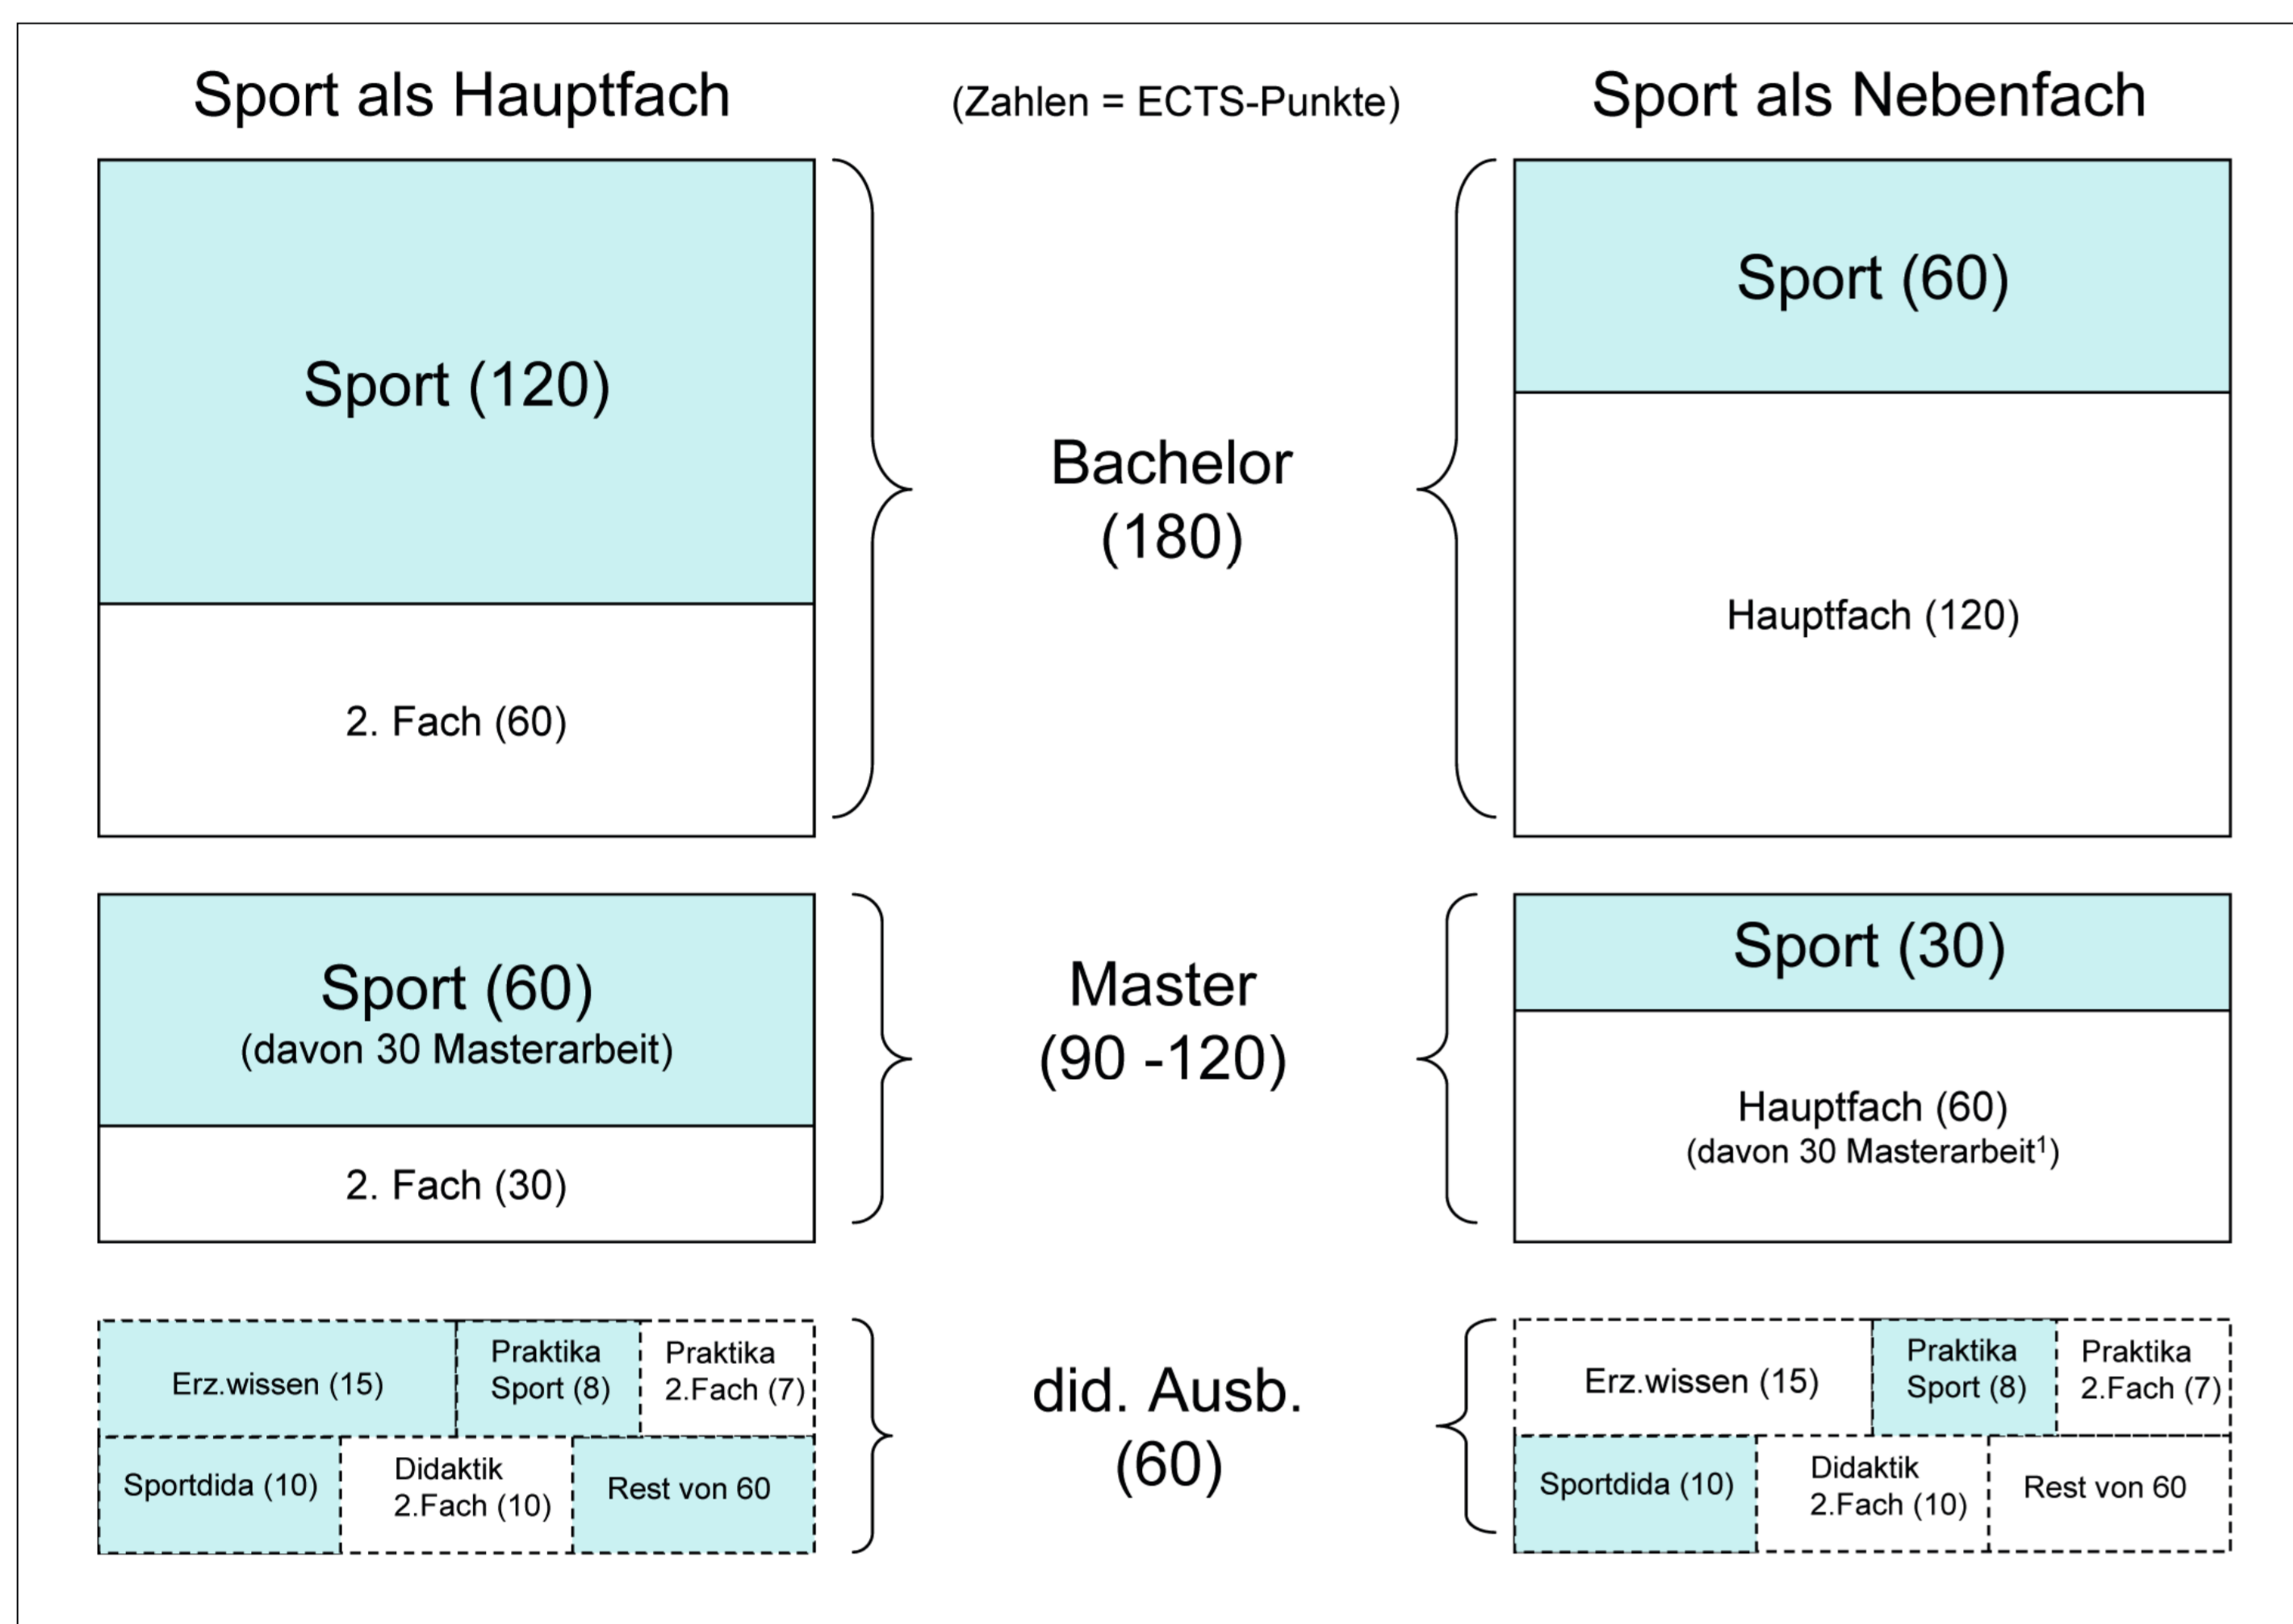 Sport als Hauptfach
(Zahlen = ECTS-Punkte)
Sport als Nebenfach
Sport (120)
2. Fach (60)
Bachelor
(180)
Sport (60)
Hauptfach (120)
Sport (60)
(davon 30 Masterarbeit)
2. Fach (30)
Master
(90 -120)
Sport (30)
Hauptfach (60)
(davon 30 Masterarbeit¹)
Erz.wissen (15)
Praktika
Sport (8)
Praktika
2.Fach (7)
Sportdida (10)
Didaktik
2.Fach (10)
Rest von 60
did. Ausb.
(60)
Erz.wissen (15)
Praktika
Sport (8)
Praktika
2.Fach (7)
Sportdida (10)
Didaktik
2.Fach (10)
Rest von 60